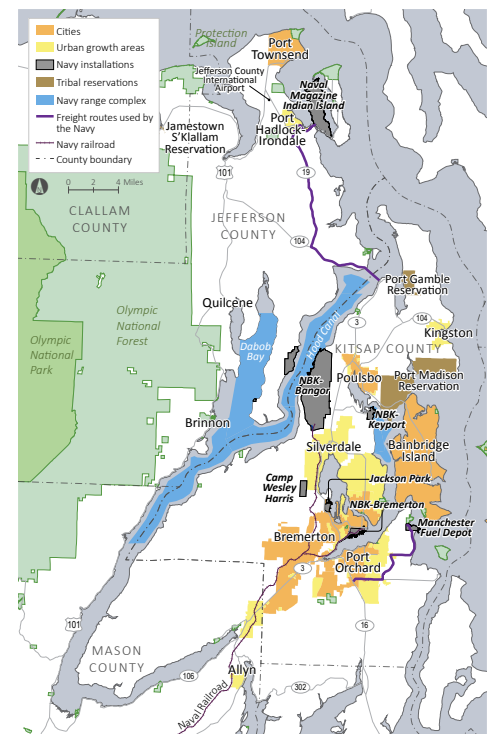 Cities
Urban growth areas
Navy installations
Tribal reservations
Navy range complex
Freight routes used by
the Navy
Navy railroad
County boundary
0 2 4 Miles
Protection
Island
Port
Townsend
Jefferson County
International
Airport
Naval
Magazine
Indian Island
Port
Hadlock-
Irondale
Jamestown
S'Klallam
Reservation
101
19
CLALLAM
COUNTY
JEFFERSON
COUNTY
104
Port Gamble
Reservation
Quilcene
Olympic
National
Forest
Hood Canal
3
104
Kingston
Olympic
National
Park
Dabob
Bay
KITSAP COUNTY
NBK-
Bangor
Poulsbo
Port Madison
Reservation
Brinnon
NBK-
Keyport
Silverdale
Bainbridge
Island
Camp
Wesley
Harris
Jackson Park
NBK-Bremerton
Manchester
Fuel Depot
Bremerton
Port
Orchard
3
101
16
MASON
COUNTY
106
Allyn
302
Naval Railroad